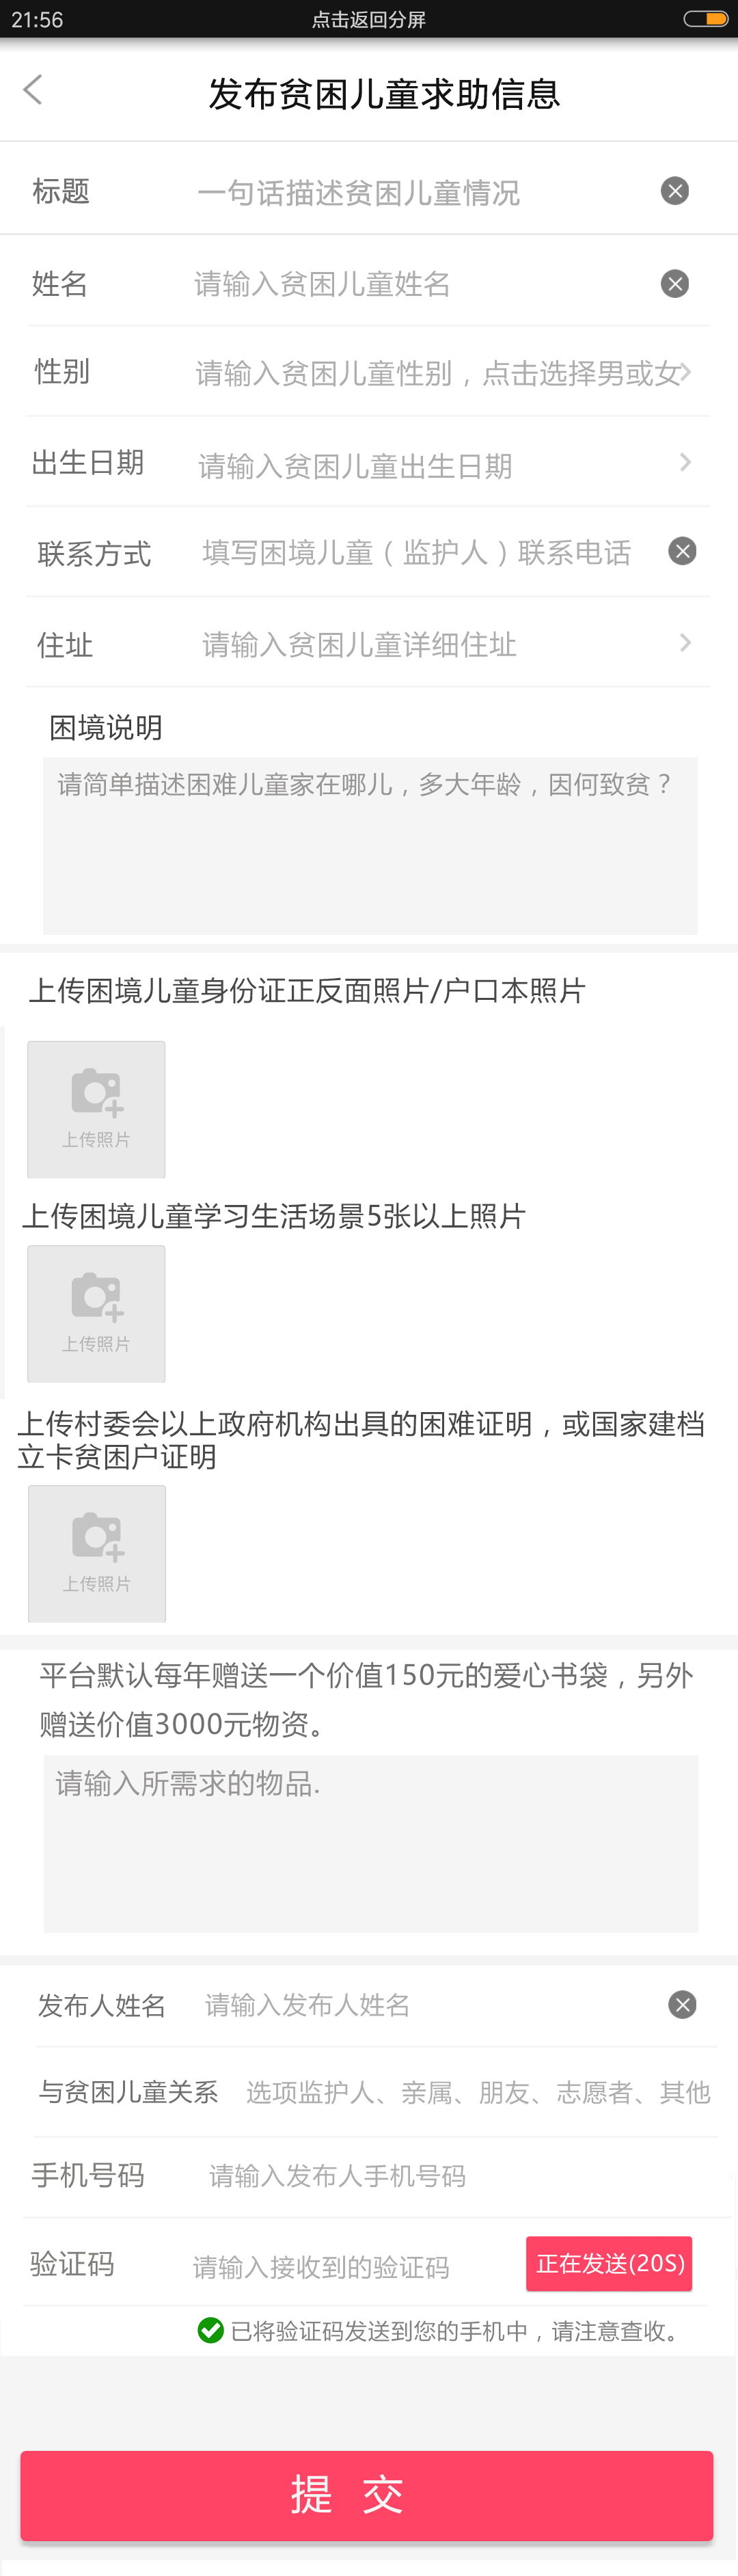 21:56 点击返回分屏
发布贫困儿童求助信息
标题 一句话描述贫困儿童情况
姓名 请输入贫困儿童姓名
性别 请输入贫困儿童性别，点击选择男或女
出生日期 请输入贫困儿童出生日期
联系方式 填写困境儿童（监护人）联系电话
住址 请输入贫困儿童详细住址
困境说明
请简单描述困难儿童家在哪儿，多大年龄，因何致贫？
上传困境儿童身份证正反面照片/户口本照片
上传照片
上传困境儿童学习生活场景5张以上照片
上传照片
上传村委会以上政府机构出具的困难证明，或国家建档
立卡贫困户证明
上传照片
平台默认每年赠送一个价值150元的爱心书袋，另外
赠送价值3000元物资。
请输入所需求的物品.
发布人姓名 请输入发布人姓名
与贫困儿童关系 选项监护人、亲属、朋友、志愿者、其他
手机号码 请输入发布人手机号码
验证码 请输入接收到的验证码 正在发送(20S)
已将验证码发送到您的手机中，请注意查收。
提 交